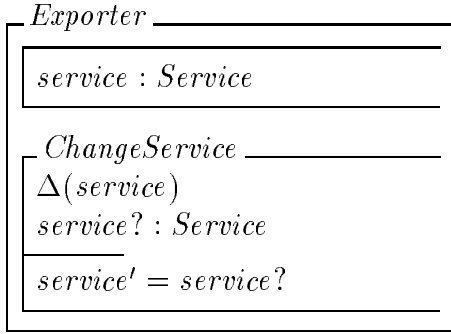 Exporter
service : Service
ChangeService
Δ(service)
service? : Service
service′ = service?